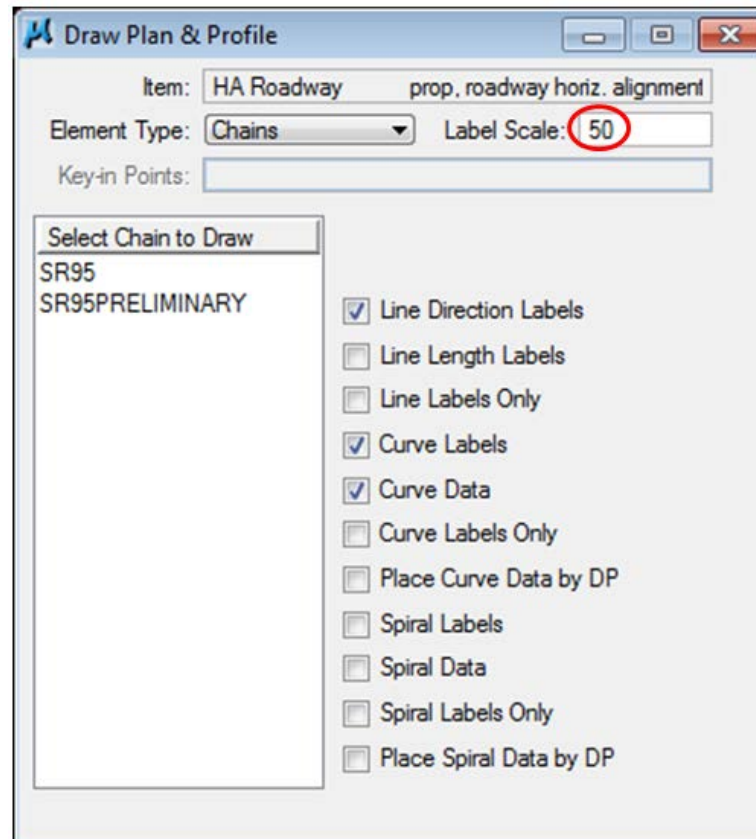 Draw Plan & Profile
Item: HA Roadway prop, roadway horiz. alignment
Element Type: Chains Label Scale: 50
Key-in Points:
Select Chain to Draw
SR95
SR95PRELIMINARY
Line Direction Labels
Line Length Labels
Line Labels Only
Curve Labels
Curve Data
Curve Labels Only
Place Curve Data by DP
Spiral Labels
Spiral Data
Spiral Labels Only
Place Spiral Data by DP